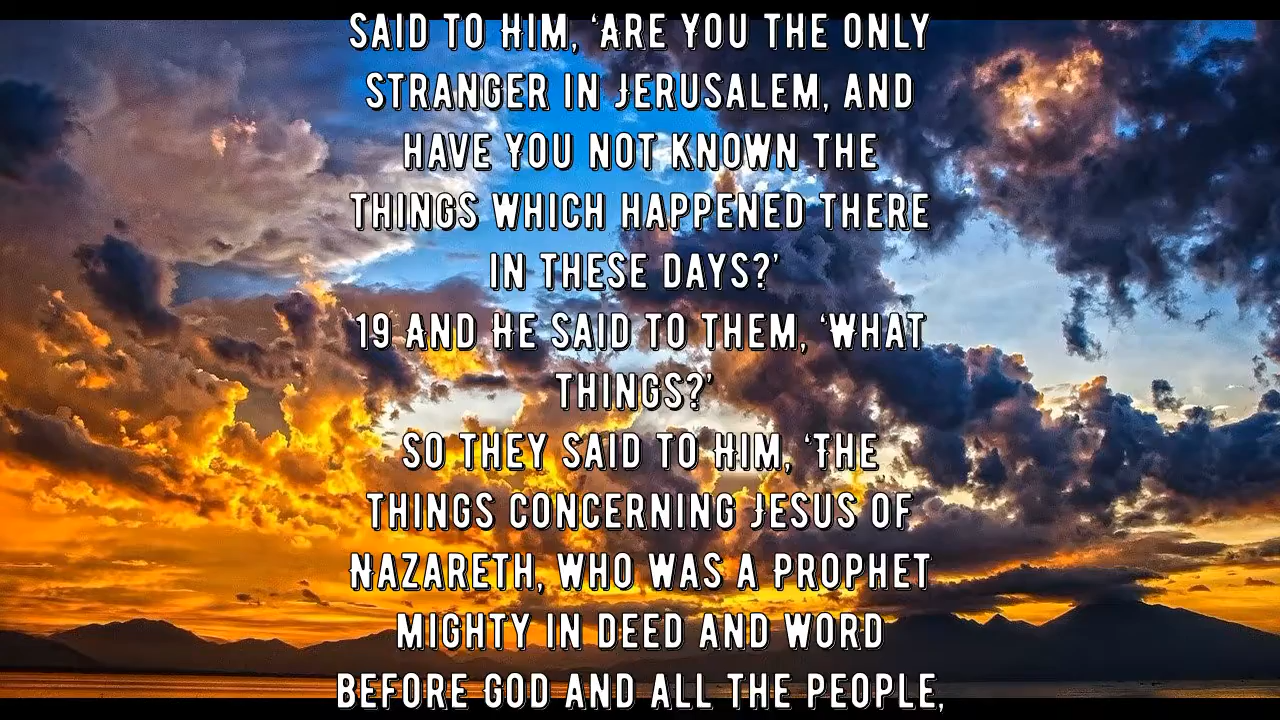 SAID TO HIM, ‘ARE YOU THE ONLY
STRANGER IN JERUSALEM, AND
HAVE YOU NOT KNOWN THE
THINGS WHICH HAPPENED THERE
IN THESE DAYS?’
19 AND HE SAID TO THEM, ‘WHAT
THINGS?’
SO THEY SAID TO HIM, ‘THE
THINGS CONCERNING JESUS OF
NAZARETH, WHO WAS A PROPHET
MIGHTY IN DEED AND WORD
BEFORE GOD AND ALL THE PEOPLE,